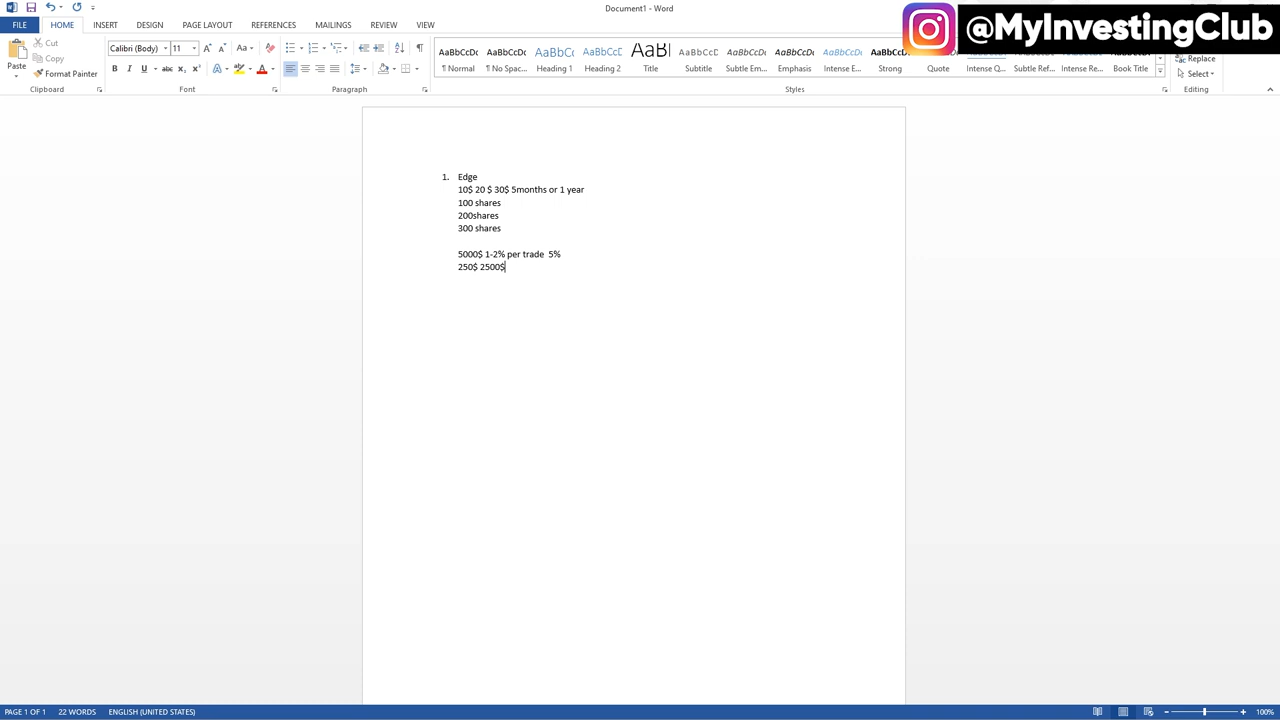 Document1 - Word
@MyInvestingClub
FILE HOME INSERT DESIGN PAGE LAYOUT REFERENCES MAILINGS REVIEW VIEW
Paste
Cut
Copy
Format Painter
Clipboard
Calibri (Body) 11
Font
Paragraph
AaBbCcDc AaBbCcDc AaBbCc AaBbCcC AaBl AaBbCcD AaBbCcDc AaBbCcDc AaBbCcDc AaBbCcDc
¶ Normal ¶ No Spac... Heading 1 Heading 2 Title Subtitle Subtle Em... Emphasis Intense E... Strong Quote Intense Q... Subtle Ref... Intense Re... Book Title
Styles
Replace
Select
Editing
1. Edge
10$ 20 $ 30$ 5months or 1 year
100 shares
200shares
300 shares
5000$ 1-2% per trade 5%
250$ 2500$
PAGE 1 OF 1 22 WORDS ENGLISH (UNITED STATES) 100%